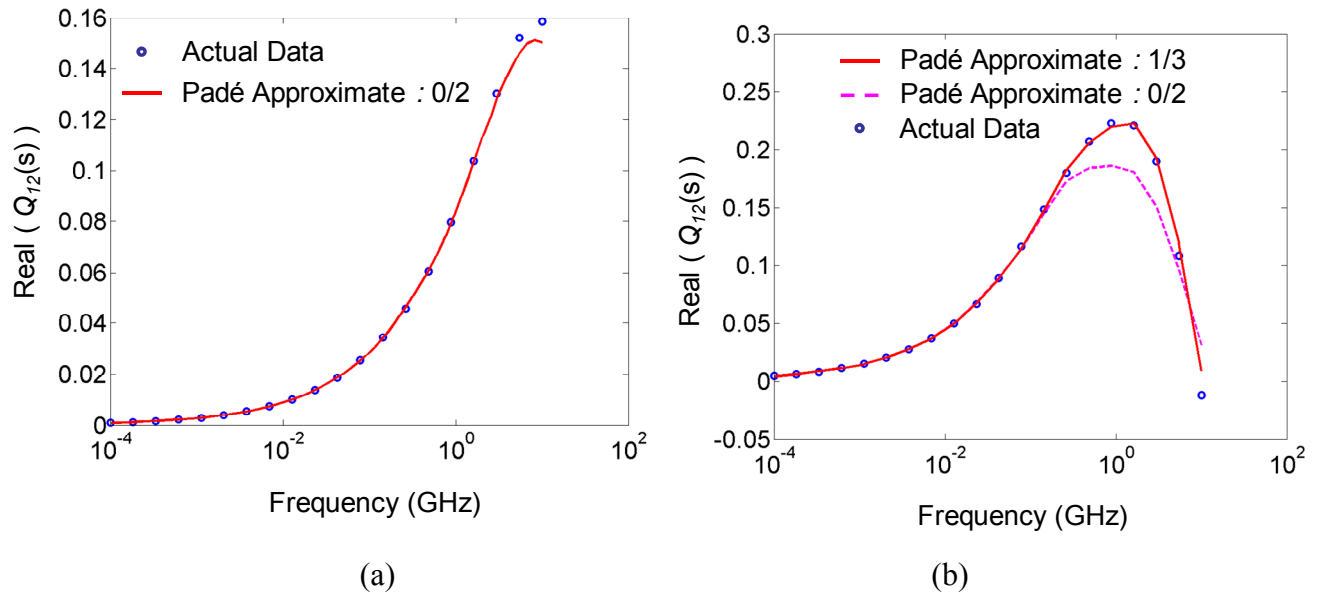 0.16
0.14
0.12
0.1
0.08
0.06
0.04
0.02
0
Real ( Q12(s) )
Actual Data
Padé Approximate : 0/2
10-4
10-2
100
102
Frequency (GHz)
(a)
0.3
0.25
0.2
0.15
0.1
0.05
0
-0.05
Real ( Q12(s) )
Padé Approximate : 1/3
Padé Approximate : 0/2
Actual Data
10-4
10-2
100
102
Frequency (GHz)
(b)